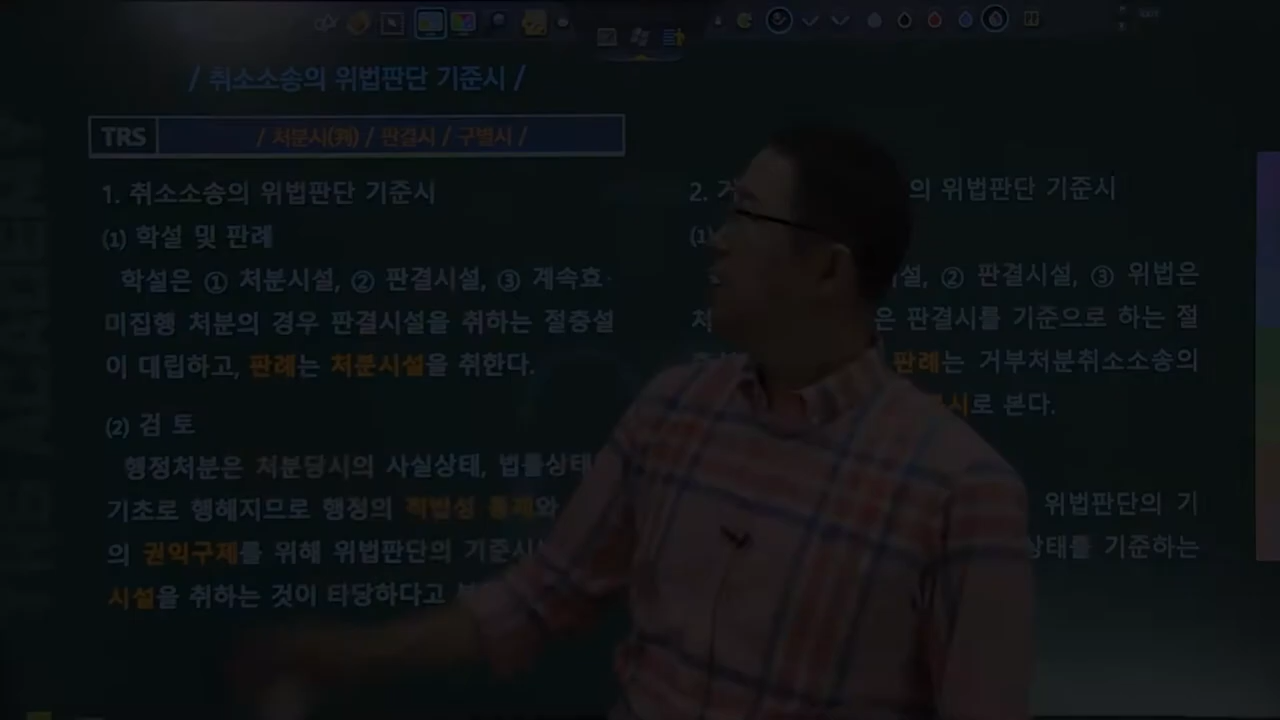 / 취소소송의 위법판단 기준시 /
TRS / 처분시(判) / 판결시 / 구별시 /
1. 취소소송의 위법판단 기준시
(1) 학설 및 판례
학설은 ① 처분시설, ② 판결시설, ③ 계속효·
미집행 처분의 경우 판결시설을 취하는 절충설
이 대립하고, 판례는 처분시설을 취한다.
(2) 검 토
행정처분은 처분당시의 사실상태, 법률상태
기초로 행해지므로 행정의 적법성 통제와
의 권익구제를 위해 위법판단의 기준시
시설을 취하는 것이 타당하다고
2. 거 의 위법판단 기준시
(1)
설, ② 판결시설, ③ 위법은
처 은 판결시를 기준으로 하는 절
판례는 거부처분취소소송의
시로 본다.
위법판단의 기
상태를 기준하는